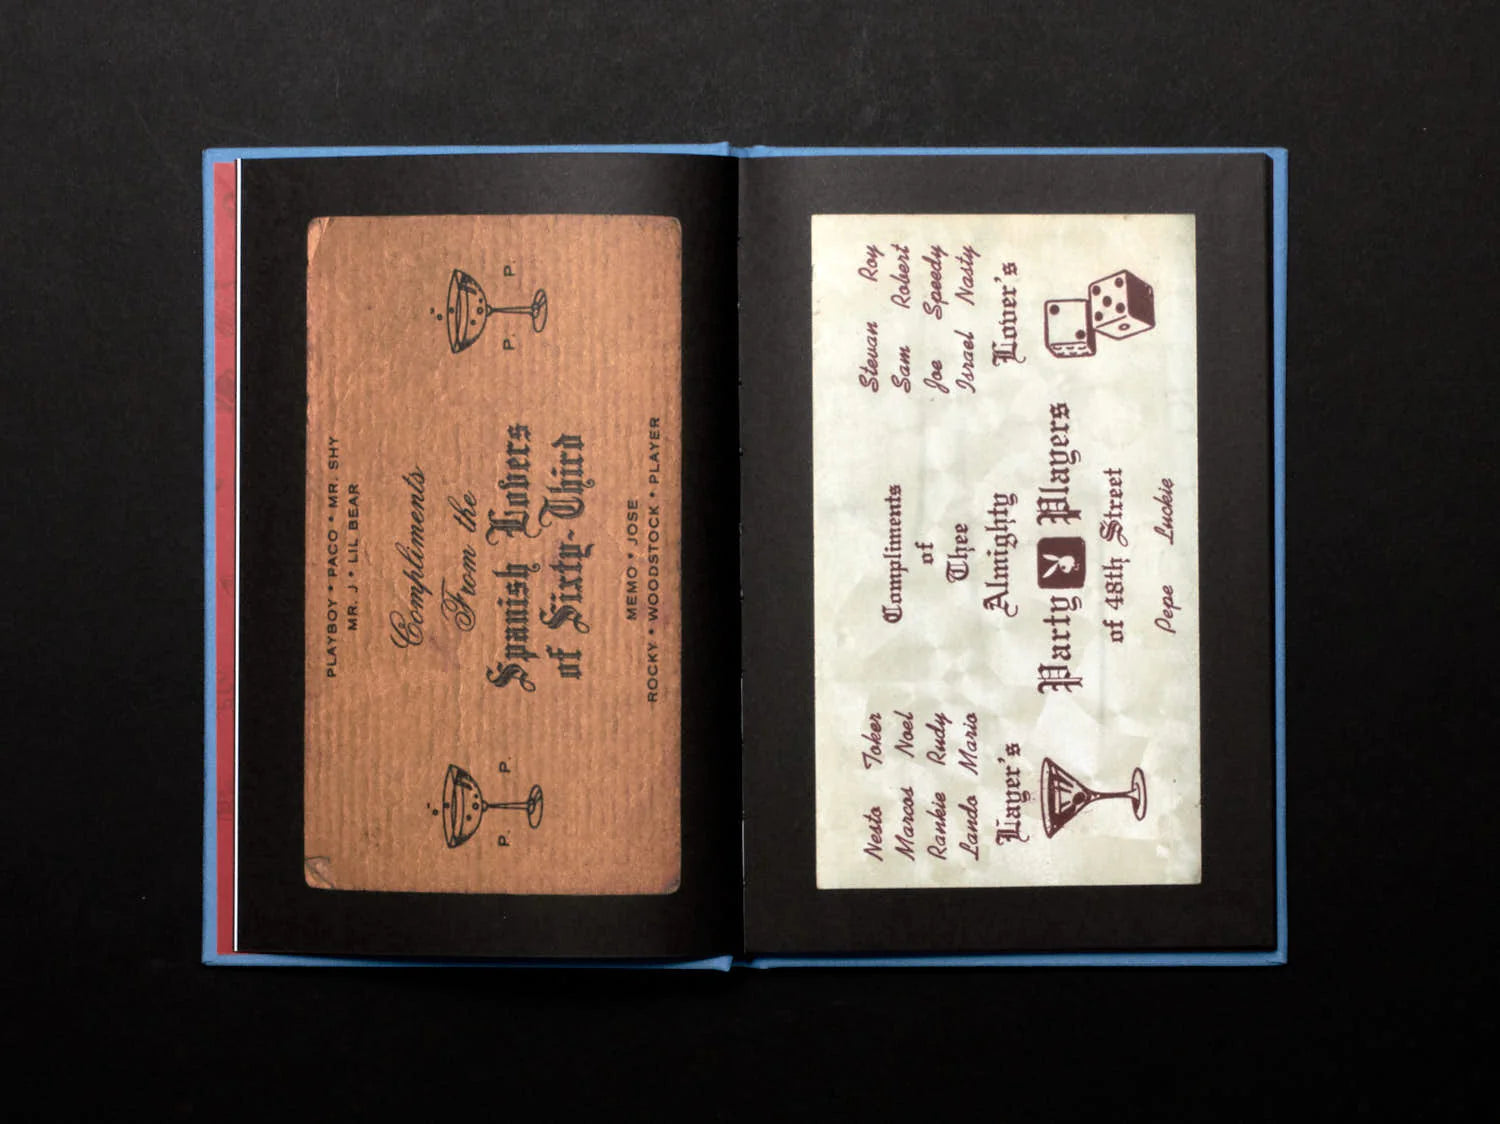 PLAYBOY * PACO * MR. SHY
MR. J * LIL BEAR
Compliments
From the
Spanish Lovers
of Sixty-Third
P. P.
P. P.
MEMO * JOSE
ROCKY * WOODSTOCK * PLAYER
Nesto Toker
Marcos Noel
Rankie Rudy
Lando Mario
Layer's
Compliments
of
Thee
Almighty
Party Players
of 48th Street
Pepe Luckie
Stevan Roy
Sam Robert
Joe Speedy
Israel Nasty
Lover's